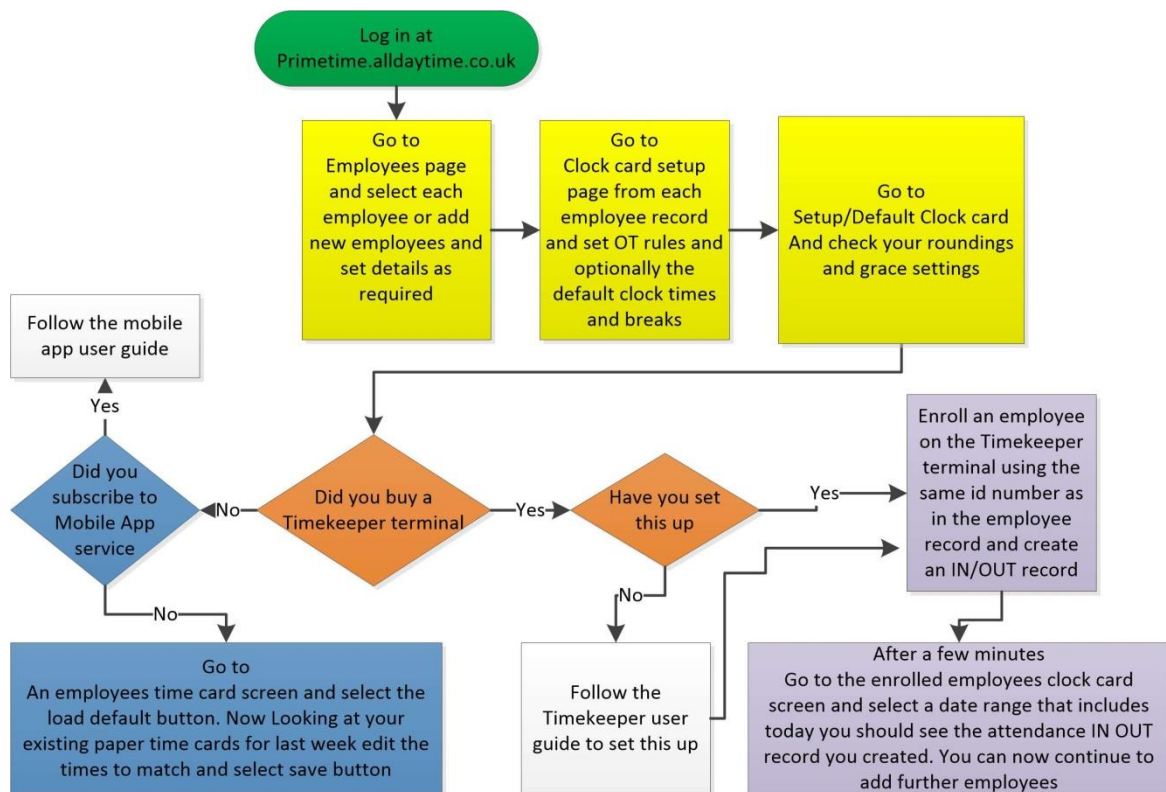 Log in at
Primetime.alldaytime.co.uk
Go to
Employees page
and select each
employee or add
new employees and
set details as
required
Go to
Clock card setup
page from each
employee record
and set OT rules and
optionally the
default clock times
and breaks
Go to
Setup/Default Clock card
And check your roundings
and grace settings
Follow the mobile
app user guide
Yes
Did you
subscribe to
Mobile App
service
No
Did you buy a
Timekeeper terminal
Yes
Have you set
this up
Yes
Enroll an employee
on the Timekeeper
terminal using the
same id number as
in the employee
record and create
an IN/OUT record
No
No
Go to
An employees time card screen and select the
load default button. Now Looking at your
existing paper time cards for last week edit the
times to match and select save button
Follow the
Timekeeper user
guide to set this up
After a few minutes
Go to the enrolled employees clock card
screen and select a date range that includes
today you should see the attendance IN OUT
record you created. You can now continue to
add further employees